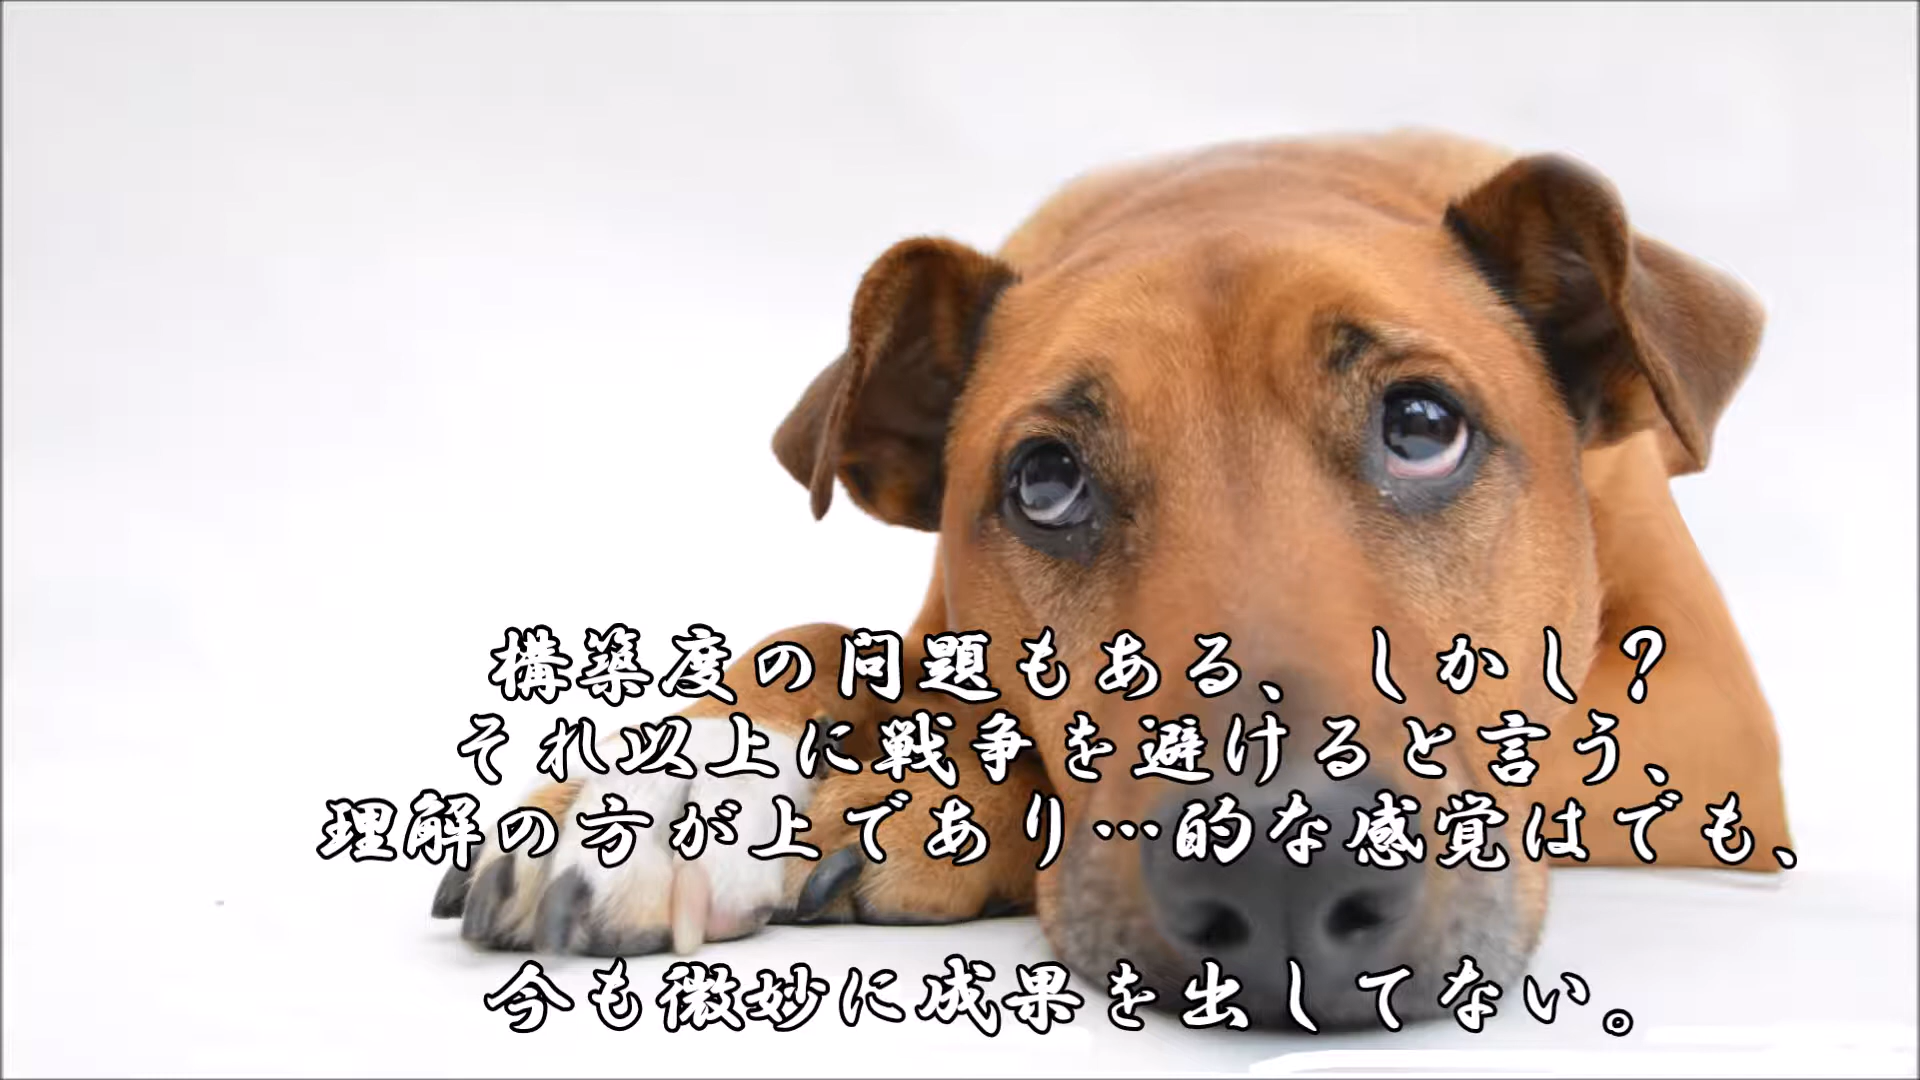 構築度の問題もある、しかし?
それ以上に戦争を避けると言う、
理解の方が上であり…的な感覚はでも、
今も微妙に成果を出してない。